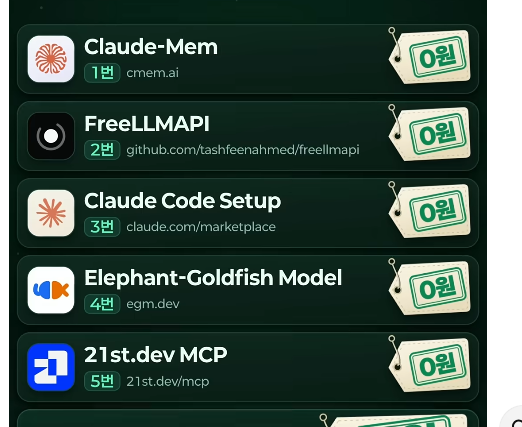 Claude-Mem
0원
1번 cmem.ai
FreeLLMAPI
0원
2번 github.com/tashfeenahmed/freellmapi
Claude Code Setup
0원
3번 claude.com/marketplace
Elephant-Goldfish Model
0원
4번 egm.dev
21st.dev MCP
0원
5번 21st.dev/mcp